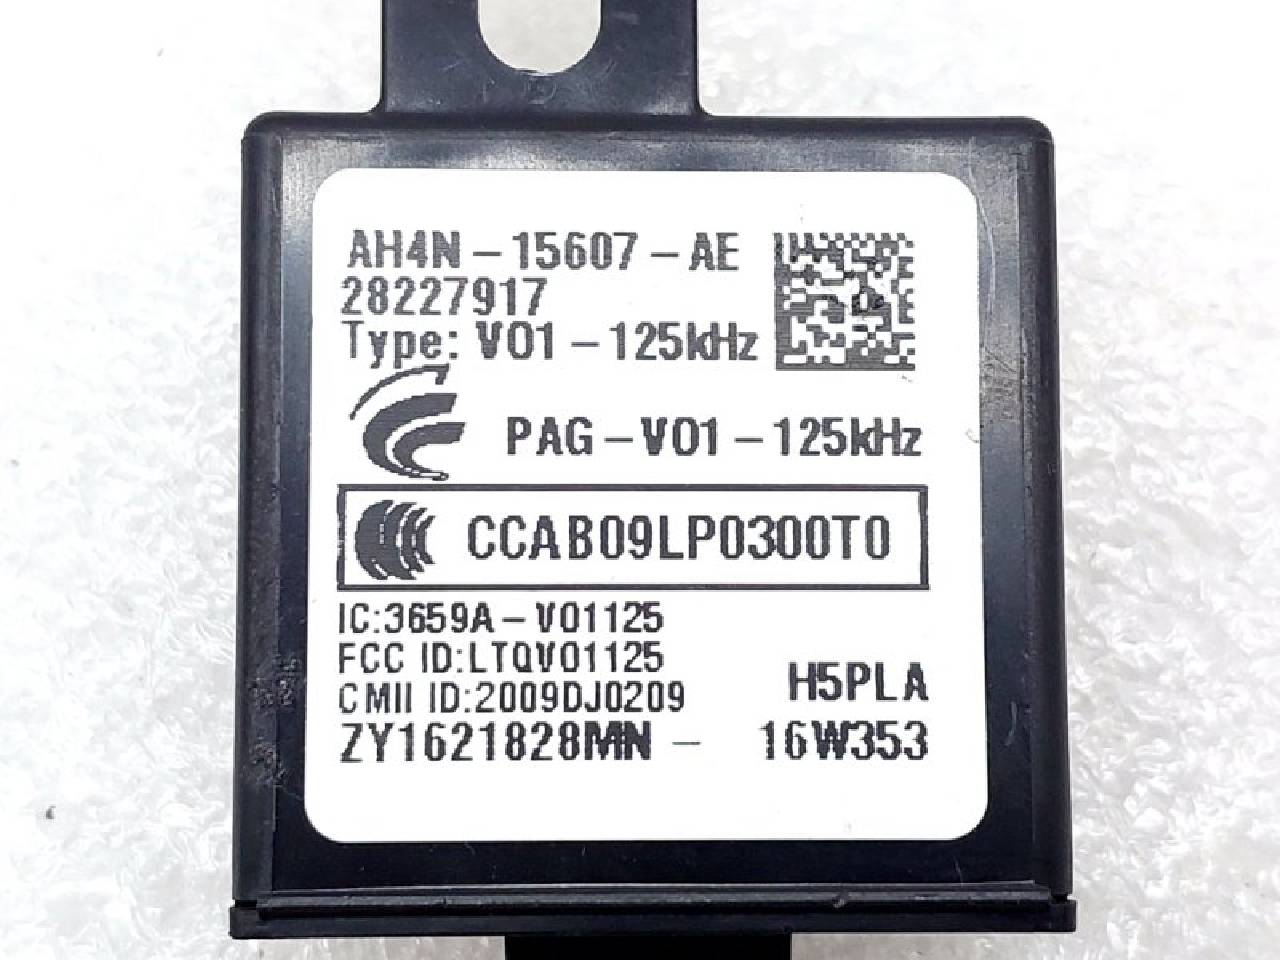 AH4N-15607-AE
28227917
Type: V01-125kHz
PAG-V01-125kHz
CCAB09LP0300T0
IC:3659A-V01125
FCC ID:LTQV01125
CMII ID:2009DJ0209
H5PLA
ZY1621828MN - 16W353